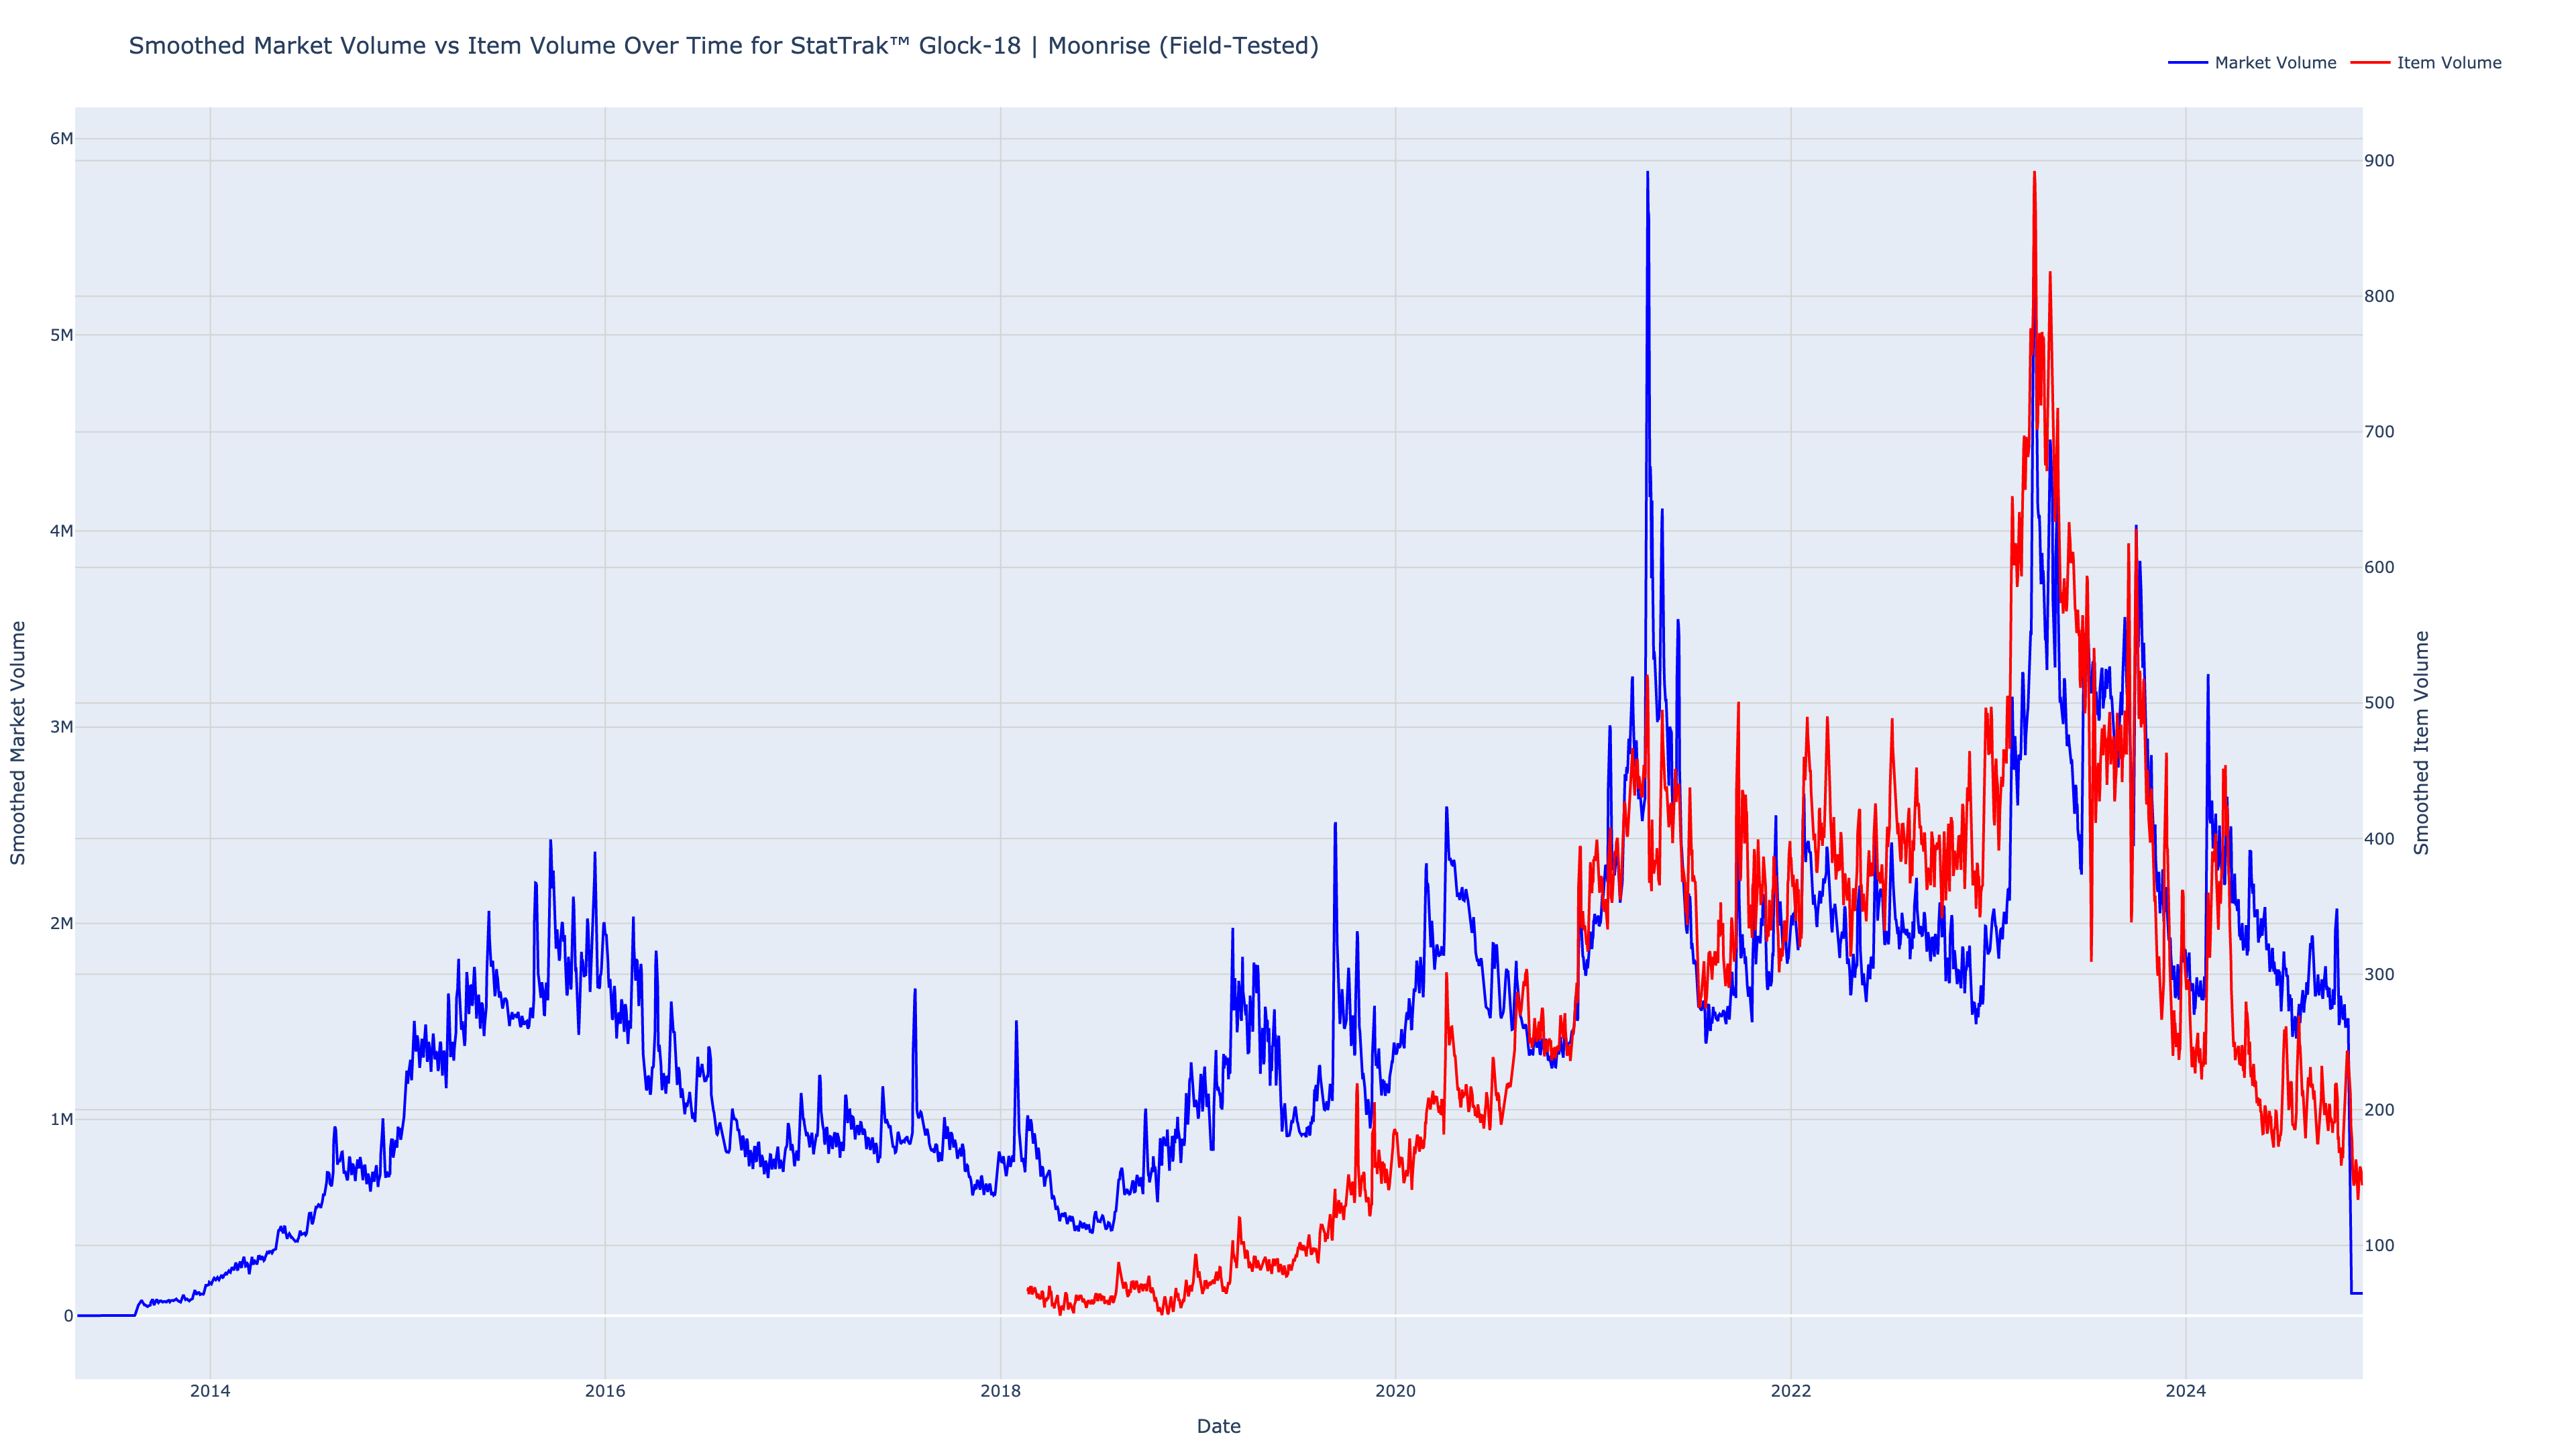 Smoothed Market Volume vs Item Volume Over Time for StatTrak™ Glock-18 | Moonrise (Field-Tested)
Market Volume
Item Volume
6M
5M
4M
3M
2M
1M
0
Smoothed Market Volume
900
800
700
600
500
400
300
200
100
Smoothed Item Volume
2014
2016
2018
2020
2022
2024
Date